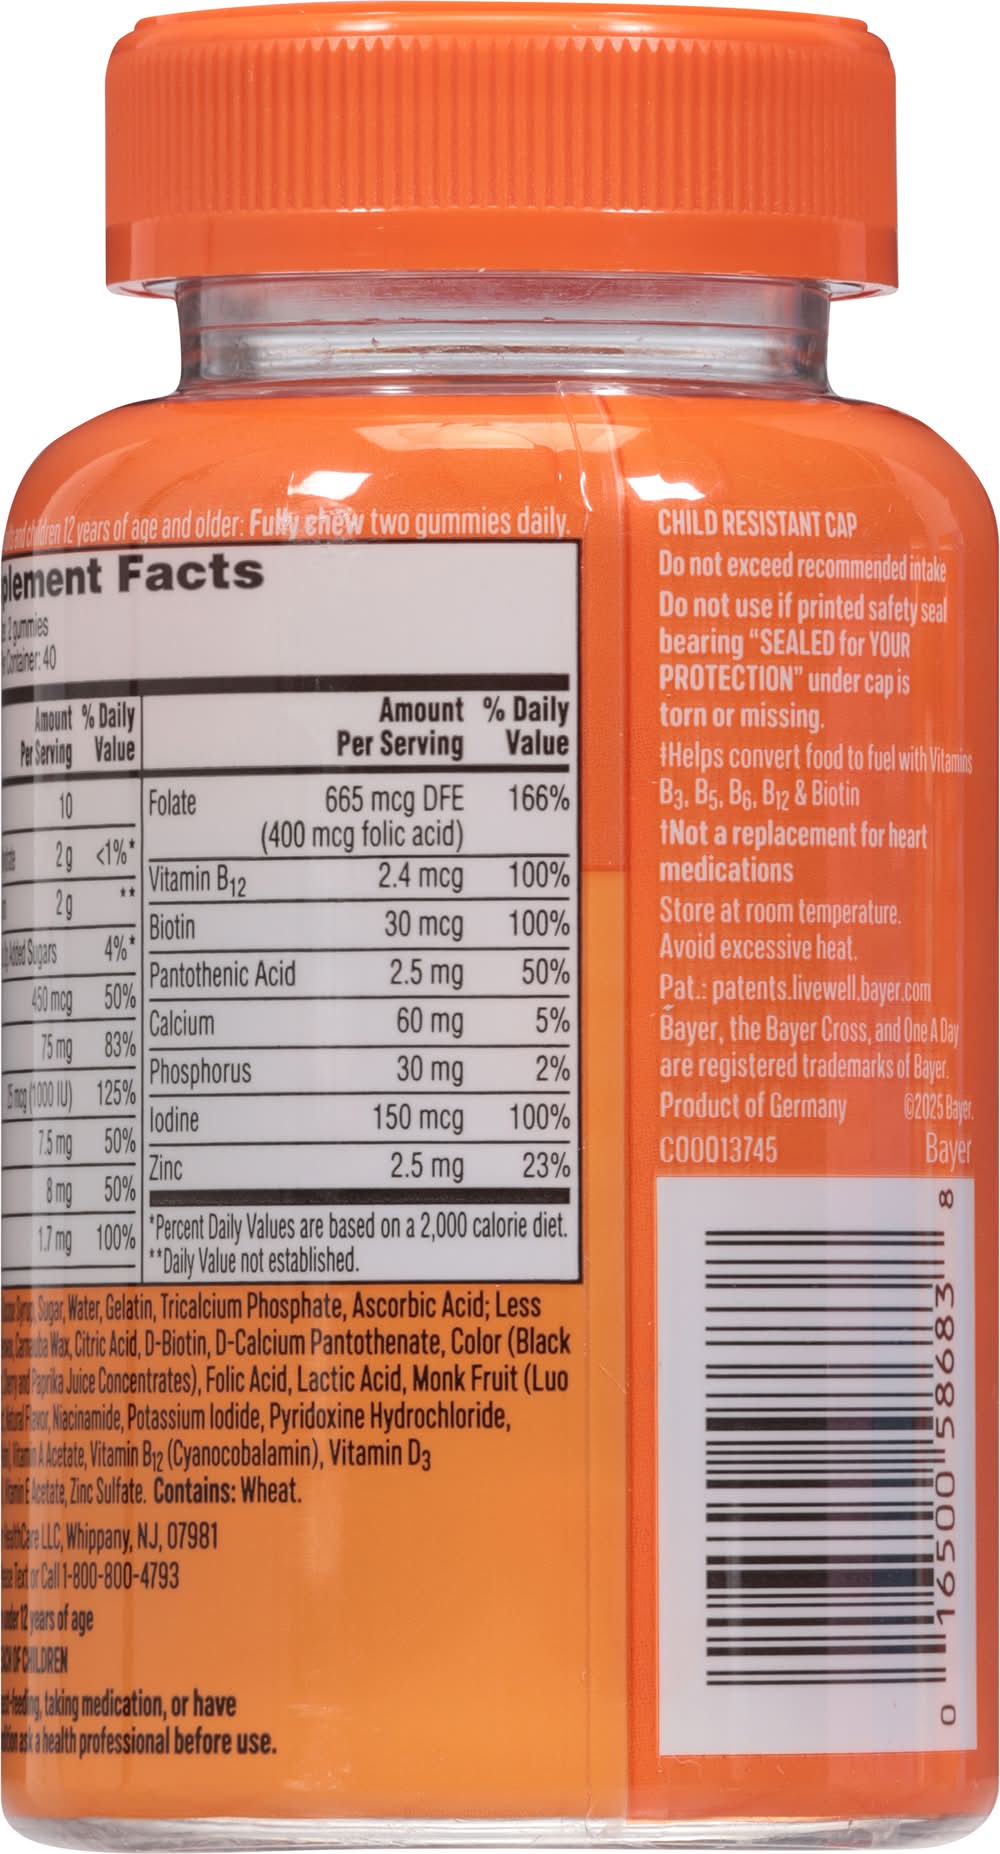 children 12 years of age and older: Fully chew two gummies daily.
plement Facts
2 gummies
Container: 40
Amount Per Serving % Daily Value
10
2 g <1%*
2 g **
Added Sugars 4%*
450 mcg 50%
75 mg 83%
25 mcg (1000 IU) 125%
7.5 mg 50%
8 mg 50%
1.7 mg 100%
Amount Per Serving % Daily Value
Folate 665 mcg DFE 166%
(400 mcg folic acid)
Vitamin B12 2.4 mcg 100%
Biotin 30 mcg 100%
Pantothenic Acid 2.5 mg 50%
Calcium 60 mg 5%
Phosphorus 30 mg 2%
Iodine 150 mcg 100%
Zinc 2.5 mg 23%
*Percent Daily Values are based on a 2,000 calorie diet.
**Daily Value not established.
Sugar, Water, Gelatin, Tricalcium Phosphate, Ascorbic Acid; Less
Carnauba Wax, Citric Acid, D-Biotin, D-Calcium Pantothenate, Color (Black
and Paprika Juice Concentrates), Folic Acid, Lactic Acid, Monk Fruit (Luo
Natural Flavor, Niacinamide, Potassium Iodide, Pyridoxine Hydrochloride,
Vitamin A Acetate, Vitamin B12 (Cyanocobalamin), Vitamin D3
Vitamin E Acetate, Zinc Sulfate. Contains: Wheat.
HealthCare LLC, Whippany, NJ, 07981
Text or Call 1-800-800-4793
under 12 years of age
OF CHILDREN
taking medication, or have
ask a health professional before use.
CHILD RESISTANT CAP
Do not exceed recommended intake
Do not use if printed safety seal
bearing “SEALED for YOUR
PROTECTION” under cap is
torn or missing.
‡Helps convert food to fuel with Vitamins
B3, B5, B6, B12 & Biotin
†Not a replacement for heart
medications
Store at room temperature.
Avoid excessive heat.
Pat.: patents.livewell.bayer.com
Bayer, the Bayer Cross, and One A Day
are registered trademarks of Bayer.
Product of Germany ©2025 Bayer.
C00013745 Bayer
0 16500 58683 8